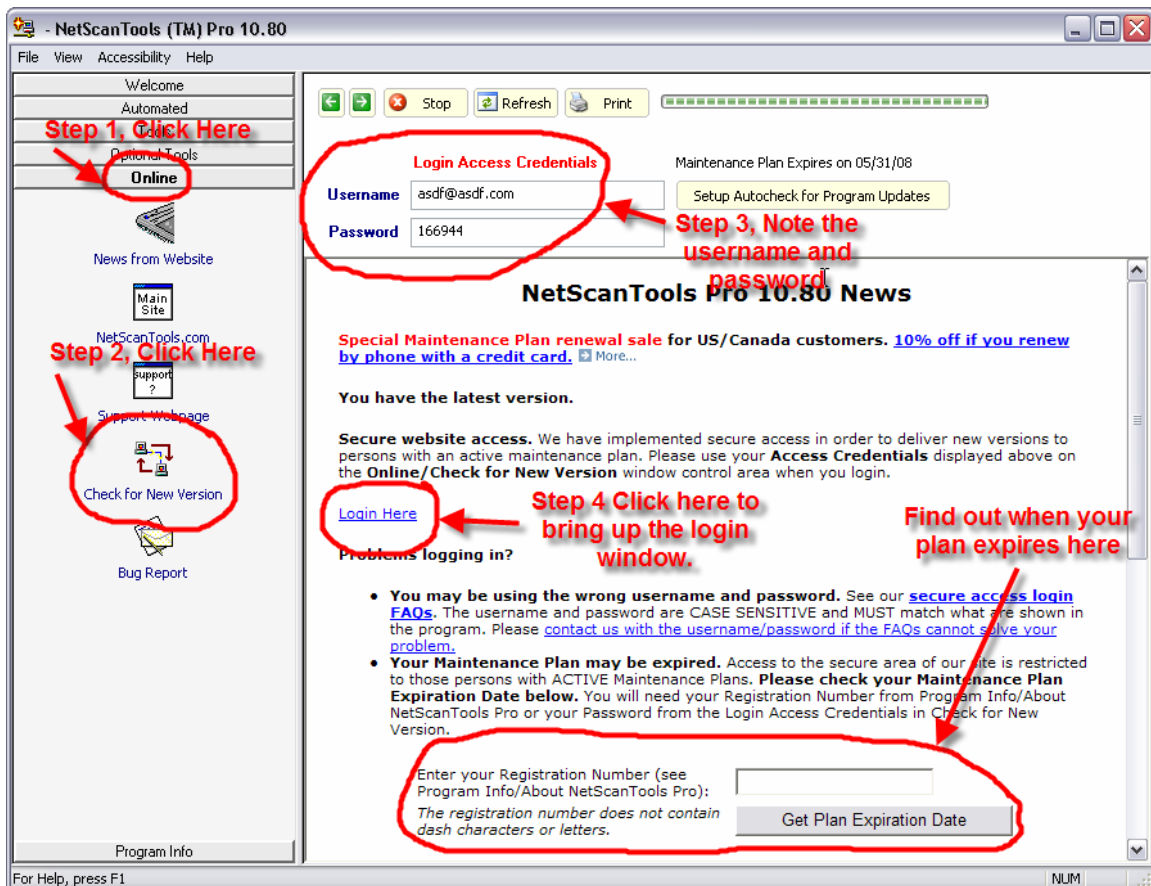 - NetScanTools (TM) Pro 10.80
File View Accessibility Help
Welcome
Automated
Tools
Step 1, Click Here
Optional Tools
Online
News from Website
Main
Site
NetScanTools.com
Step 2, Click Here
Support
?
Support Webpage
Check for New Version
Bug Report
Program Info
Stop Refresh Print
Login Access Credentials
Maintenance Plan Expires on 05/31/08
Username asdf@asdf.com
Setup Autocheck for Program Updates
Password 166944
Step 3, Note the
username and
password
NetScanTools Pro 10.80 News
Special Maintenance Plan renewal sale for US/Canada customers. 10% off if you renew
by phone with a credit card. More...
You have the latest version.
Secure website access. We have implemented secure access in order to deliver new versions to
persons with an active maintenance plan. Please use your Access Credentials displayed above on
the Online/Check for New Version window control area when you login.
Login Here
Step 4 Click here to
bring up the login
window.
Find out when your
plan expires here
Problems logging in?
• You may be using the wrong username and password. See our secure access login
FAQs. The username and password are CASE SENSITIVE and MUST match what are shown in
the program. Please contact us with the username/password if the FAQs cannot solve your
problem.
• Your Maintenance Plan may be expired. Access to the secure area of our site is restricted
to those persons with ACTIVE Maintenance Plans. Please check your Maintenance Plan
Expiration Date below. You will need your Registration Number from Program Info/About
NetScanTools Pro or your Password from the Login Access Credentials in Check for New
Version.
Enter your Registration Number (see
Program Info/About NetScanTools Pro):
The registration number does not contain
dash characters or letters.
Get Plan Expiration Date
For Help, press F1
NUM